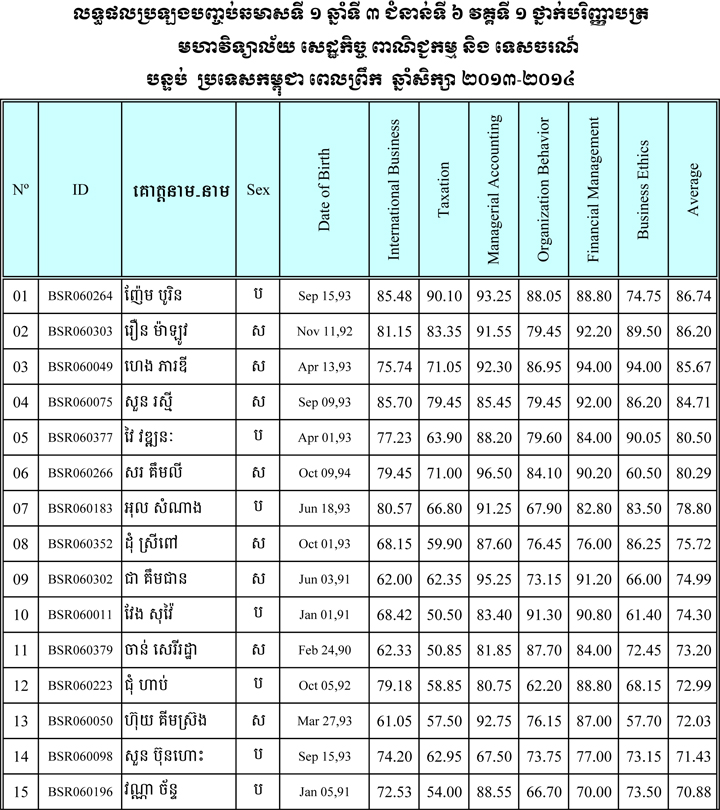 លទ្ធផលប្រឡងបញ្ចប់ឆមាសទី ១ ឆ្នាំទី ៣ ជំនាន់ទី ៦ វគ្គទី ១ ថ្នាក់បរិញ្ញាបត្រ
មហាវិទ្យាល័យ សេដ្ឋកិច្ច ពាណិជ្ជកម្ម និង ទេសចរណ៍
បន្ទប់ ប្រទេសកម្ពុជា ពេលព្រឹក ឆ្នាំសិក្សា ២០១៣-២០១៤
Nº ID គោត្តនាម.នាម Sex Date of Birth International Business Taxation Managerial Accounting Organization Behavior Financial Management Business Ethics Average
01 BSR060264 ញ៉ែម បូរិន ប Sep 15,93 85.48 90.10 93.25 88.05 88.80 74.75 86.74
02 BSR060303 រឿន ម៉ាឡូវ ស Nov 11,92 81.15 83.35 91.55 79.45 92.20 89.50 86.20
03 BSR060049 ហេង ភារឌី ស Apr 13,93 75.74 71.05 92.30 86.95 94.00 94.00 85.67
04 BSR060075 សួន រស្មី ស Sep 09,93 85.70 79.45 85.45 79.45 92.00 86.20 84.71
05 BSR060377 វៃ វឌ្ឍនៈ ប Apr 01,93 77.23 63.90 88.20 79.60 84.00 90.05 80.50
06 BSR060266 សរ គឹមលី ស Oct 09,94 79.45 71.00 96.50 84.10 90.20 60.50 80.29
07 BSR060183 អុល សំណាង ប Jun 18,93 80.57 66.80 91.25 67.90 82.80 83.50 78.80
08 BSR060352 ដុំ ស្រីពៅ ស Oct 01,93 68.15 59.90 87.60 76.45 76.00 86.25 75.72
09 BSR060302 ជា គឹមជាន ស Jun 03,91 62.00 62.35 95.25 73.15 91.20 66.00 74.99
10 BSR060011 វែង សុវ៉ៃ ប Jan 01,91 68.42 50.50 83.40 91.30 90.80 61.40 74.30
11 BSR060379 ចាន់ សេរីរដ្ឋា ស Feb 24,90 62.33 50.85 81.85 87.70 84.00 72.45 73.20
12 BSR060223 ជុំ ហាប់ ប Oct 05,92 79.18 58.85 80.75 62.20 88.80 68.15 72.99
13 BSR060050 ហ៊ុយ គីមស្រ៊ង ស Mar 27,93 61.05 57.50 92.75 76.15 87.00 57.70 72.03
14 BSR060098 សួន ប៊ុនហោះ ប Sep 15,93 74.20 62.95 67.50 73.75 77.00 73.15 71.43
15 BSR060196 វណ្ណា ច័ន្ទ ប Jan 05,91 72.53 54.00 88.55 66.70 70.00 73.50 70.88